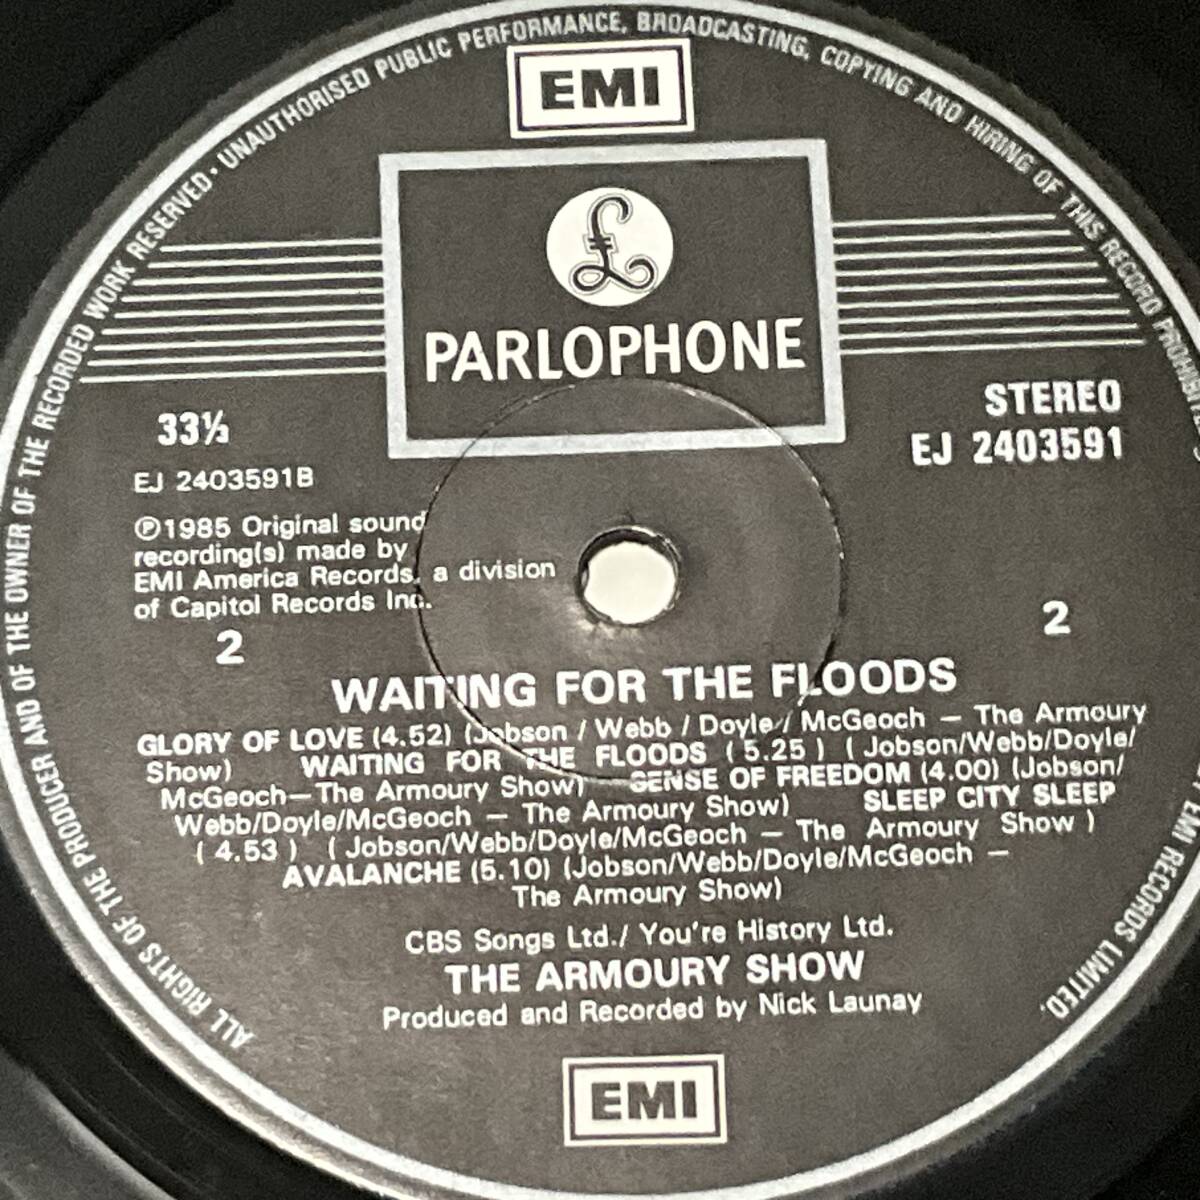 ALL RIGHTS OF THE PRODUCER AND OF THE OWNER OF THE RECORDED WORK RESERVED · UNAUTHORISED PUBLIC PERFORMANCE, BROADCASTING, COPYING AND HIRING OF THIS RECORD PROHIBITED
EMI RECORDS LIMITED.
EMI
£
PARLOPHONE
33⅓
STEREO
EJ 2403591
EJ 2403591B
℗1985 Original sound
recording(s) made by
EMI America Records, a division
of Capitol Records Inc.
2
2
WAITING FOR THE FLOODS
GLORY OF LOVE (4.52) (Jobson / Webb / Doyle / McGeoch — The Armoury
Show) WAITING FOR THE FLOODS ( 5.25 ) ( Jobson/Webb/Doyle/
McGeoch—The Armoury Show) SENSE OF FREEDOM (4.00) (Jobson/
Webb/Doyle/McGeoch — The Armoury Show) SLEEP CITY SLEEP
( 4.53 ) ( Jobson/Webb/Doyle/McGeoch — The Armoury Show )
AVALANCHE (5.10) (Jobson/Webb/Doyle/McGeoch —
The Armoury Show)
CBS Songs Ltd./ You're History Ltd.
THE ARMOURY SHOW
Produced and Recorded by Nick Launay
EMI